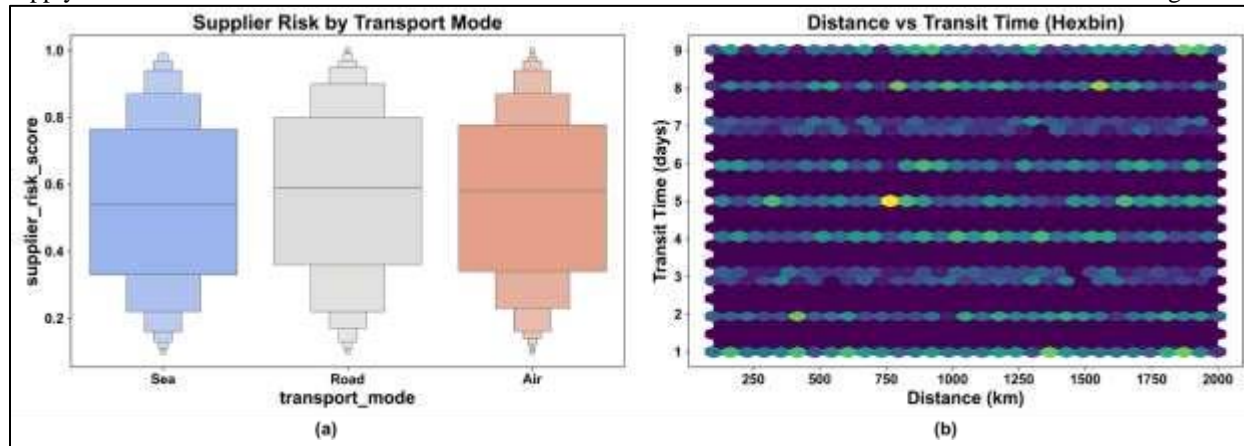 Supplier Risk by Transport Mode
1.0
0.8
0.6
0.4
0.2
supplier_risk_score
Sea Road Air
transport_mode
(a)
Distance vs Transit Time (Hexbin)
9
8
7
6
5
4
3
2
1
Transit Time (days)
250 500 750 1000 1250 1500 1750 2000
Distance (km)
(b)